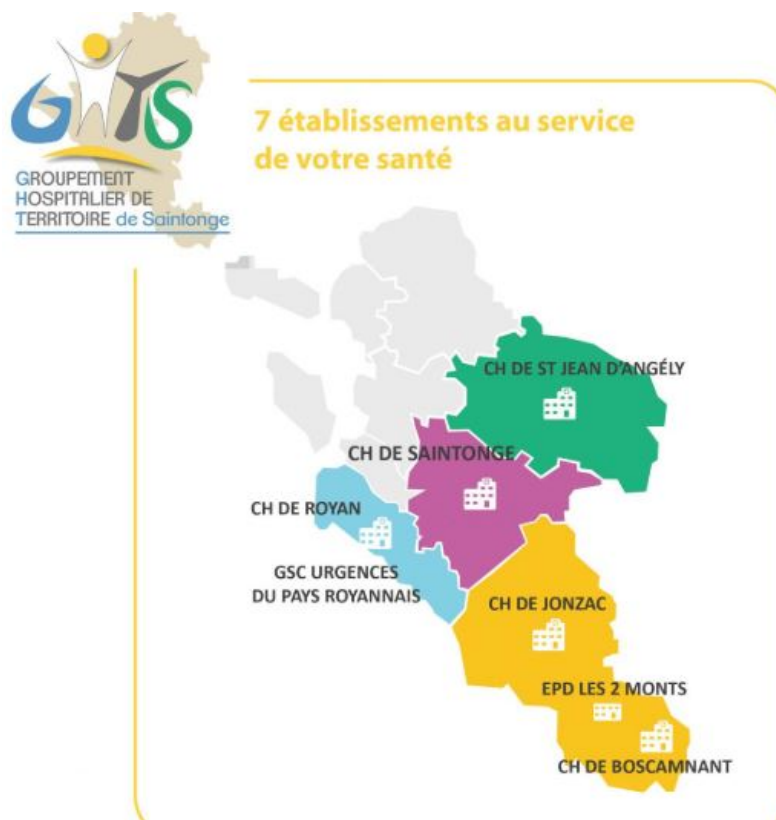 GHTS
GROUPEMENT
HOSPITALIER DE
TERRITOIRE de Saintonge
7 établissements au service
de votre santé
CH DE ST JEAN D'ANGÉLY
CH DE SAINTONGE
CH DE ROYAN
GSC URGENCES
DU PAYS ROYANNAIS
CH DE JONZAC
EPD LES 2 MONTS
CH DE BOSCAMNANT